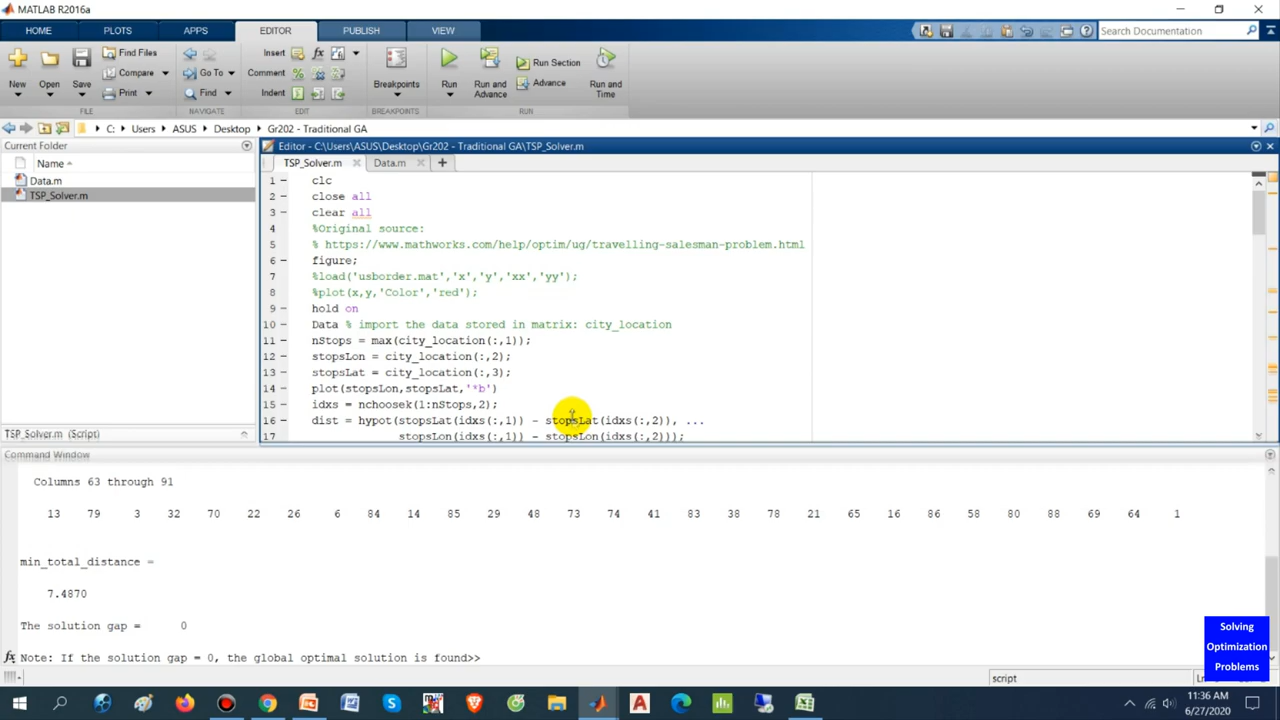 MATLAB R2016a
HOME PLOTS APPS EDITOR PUBLISH VIEW Search Documentation
New Open Save Find Files Compare Print Go To Find Insert Comment Indent Breakpoints Run Run and Advance Run Section Advance Run and Time
FILE NAVIGATE EDIT BREAKPOINTS RUN
C: Users ASUS Desktop Gr202 - Traditional GA
Current Folder
Name
Data.m
TSP_Solver.m
TSP_Solver.m (Script)
Editor - C:\Users\ASUS\Desktop\Gr202 - Traditional GA\TSP_Solver.m
TSP_Solver.m Data.m
1 clc
2 close all
3 clear all
4 %Original source:
5 % https://www.mathworks.com/help/optim/ug/travelling-salesman-problem.html
6 figure;
7 %load('usborder.mat','x','y','xx','yy');
8 %plot(x,y,'Color','red');
9 hold on
10 Data % import the data stored in matrix: city_location
11 nStops = max(city_location(:,1));
12 stopsLon = city_location(:,2);
13 stopsLat = city_location(:,3);
14 plot(stopsLon,stopsLat,'*b')
15 idxs = nchoosek(1:nStops,2);
16 dist = hypot(stopsLat(idxs(:,1)) - stopsLat(idxs(:,2)), ...
17 stopsLon(idxs(:,1)) - stopsLon(idxs(:,2)));
Command Window
Columns 63 through 91
13 79 3 32 70 22 26 6 84 14 85 29 48 73 74 41 83 38 78 21 65 16 86 58 80 88 69 64 1
min_total_distance =
7.4870
The solution gap = 0
fx Note: If the solution gap = 0, the global optimal solution is found>>
Solving
Optimization
Problems
script
11:36 AM
6/27/2020